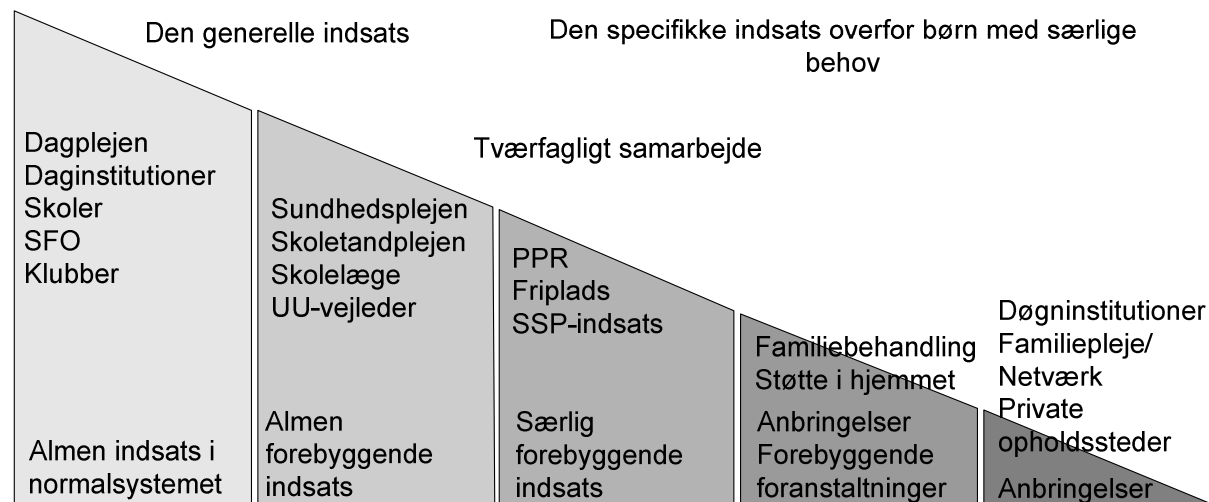 Den generelle indsats
Den specifikke indsats overfor børn med særlige
behov
Tværfagligt samarbejde
Dagplejen
Daginstitutioner
Skoler
SFO
Klubber
Almen indsats i
normalsystemet
Sundhedsplejen
Skoletandplejen
Skolelæge
UU-vejleder
Almen
forebyggende
indsats
PPR
Friplads
SSP-indsats
Særlig
forebyggende
indsats
Familiebehandling
Støtte i hjemmet
Anbringelser
Forebyggende
foranstaltninger
Døgninstitutioner
Familiepleje/
Netværk
Private
opholdssteder
Anbringelser